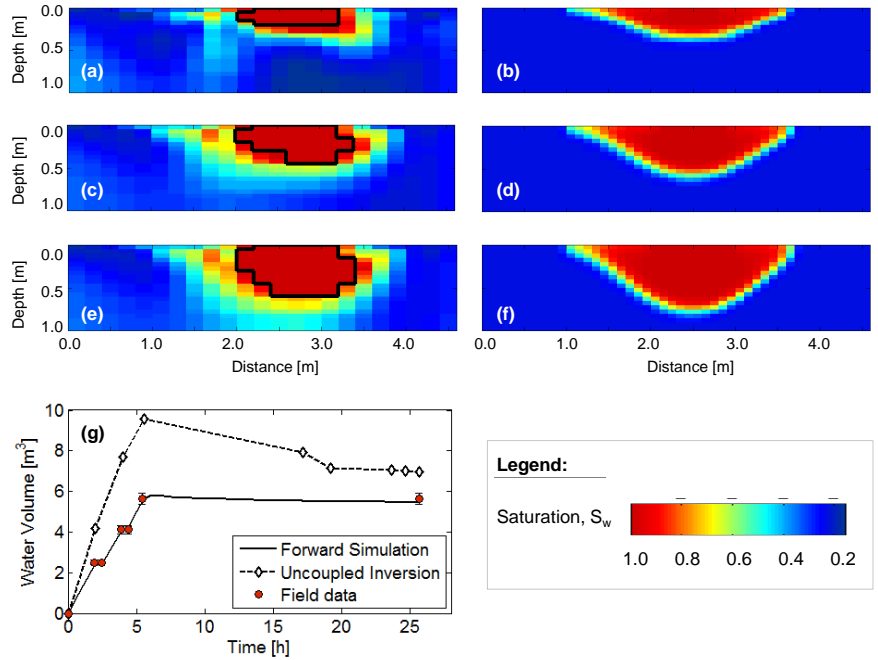 Depth [m]
0.0
0.5
1.0
(a)
(b)
Depth [m]
0.0
0.5
1.0
(c)
(d)
Depth [m]
0.0
0.5
1.0
(e)
(f)
0.0 1.0 2.0 3.0 4.0
0.0 1.0 2.0 3.0 4.0
Distance [m]
Distance [m]
(g)
Water Volume [m3]
10
8
6
4
2
0
0 5 10 15 20 25
Time [h]
Forward Simulation
Uncoupled Inversion
Field data
Legend:
Saturation, Sw
1.0 0.8 0.6 0.4 0.2